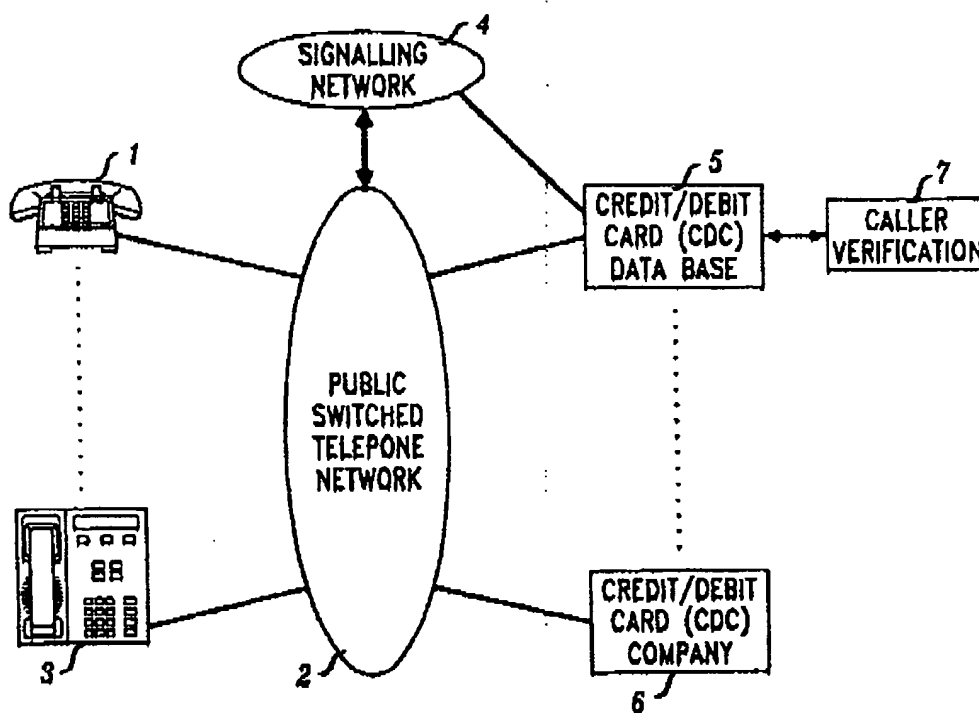 4
SIGNALLING
NETWORK
1
5
CREDIT/DEBIT
CARD (CDC)
DATA BASE
7
CALLER
VERIFICATION
PUBLIC
SWITCHED
TELEPONE
NETWORK
3
2
CREDIT/DEBIT
CARD (CDC)
COMPANY
6